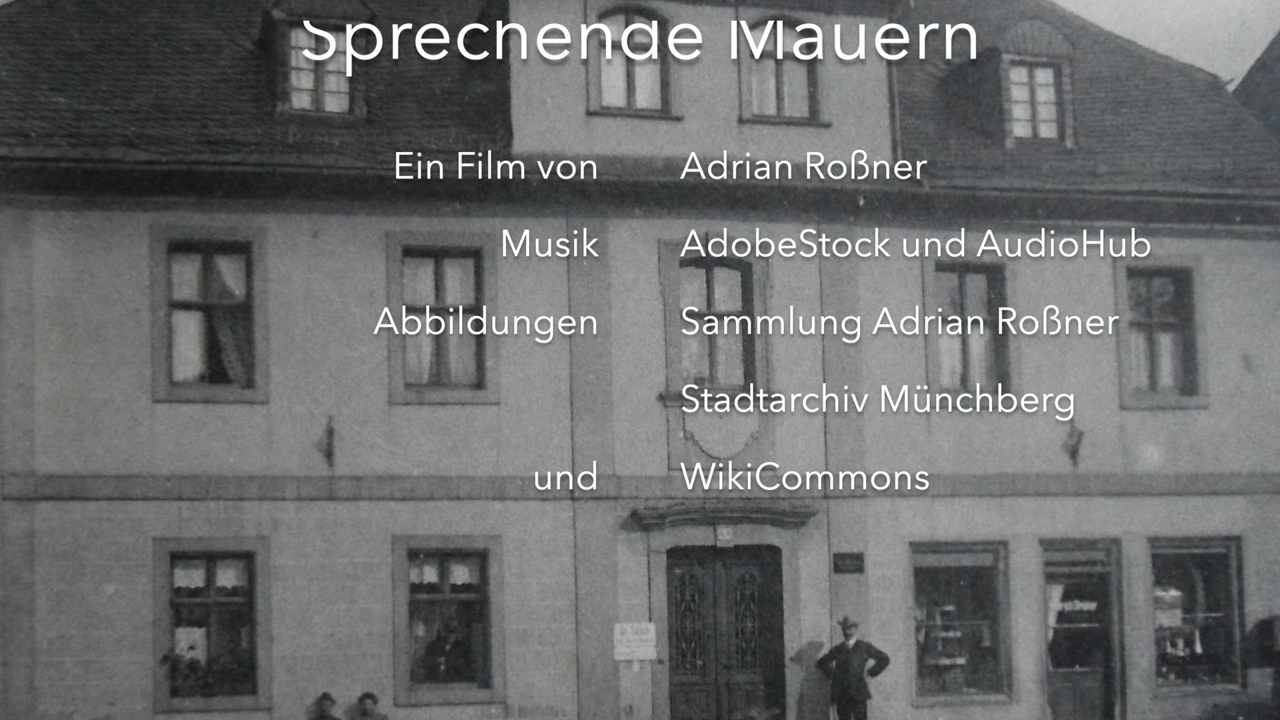 Sprechende Mauern
Ein Film von Adrian Roßner
Musik AdobeStock und AudioHub
Abbildungen Sammlung Adrian Roßner
Stadtarchiv Münchberg
und WikiCommons